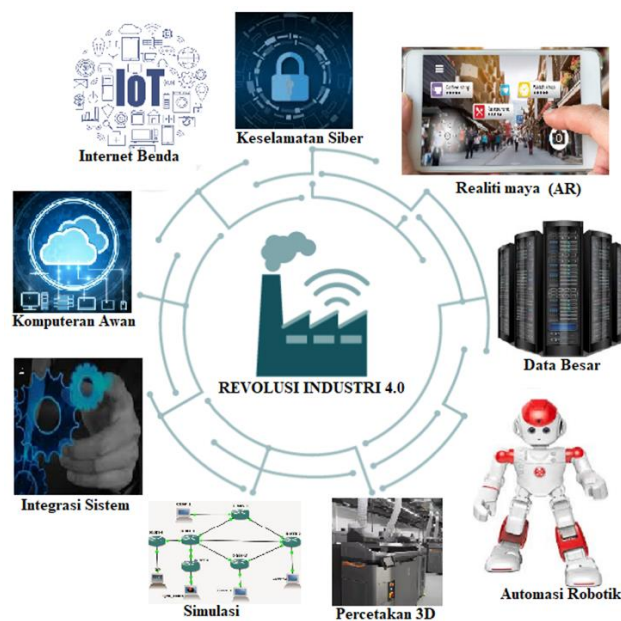 IoT
Internet Benda
Keselamatan Siber
Realiti maya (AR)
Komputeran Awan
REVOLUSI INDUSTRI 4.0
Data Besar
Integrasi Sistem
Simulasi
Percetakan 3D
Automasi Robotik